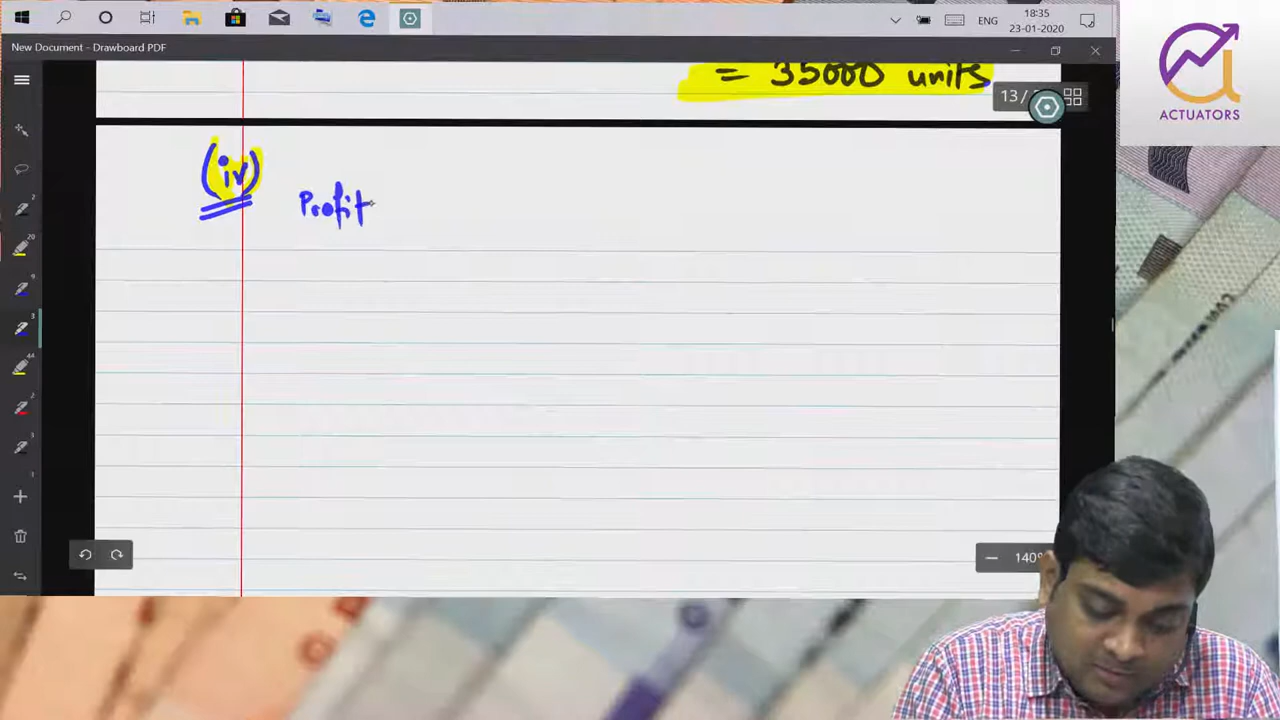 ENG
18:35
23-01-2020
New Document - Drawboard PDF
= 35000 units
13 /
(iv)
Profit
140%
ACTUATORS